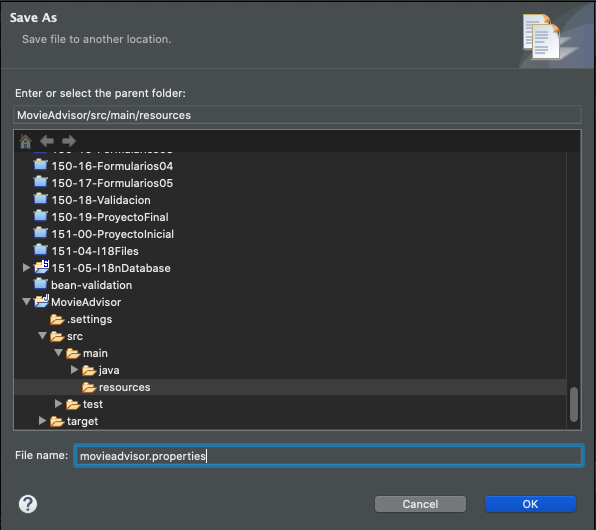 Save As
Save file to another location.
Enter or select the parent folder:
MovieAdvisor/src/main/resources
150-16-Formularios04
150-17-Formularios05
150-18-Validacion
150-19-ProyectoFinal
151-00-ProyectoInicial
151-04-I18Files
151-05-I18nDatabase
bean-validation
MovieAdvisor
.settings
src
main
java
resources
test
target
File name: movieadvisor.properties
? Cancel OK